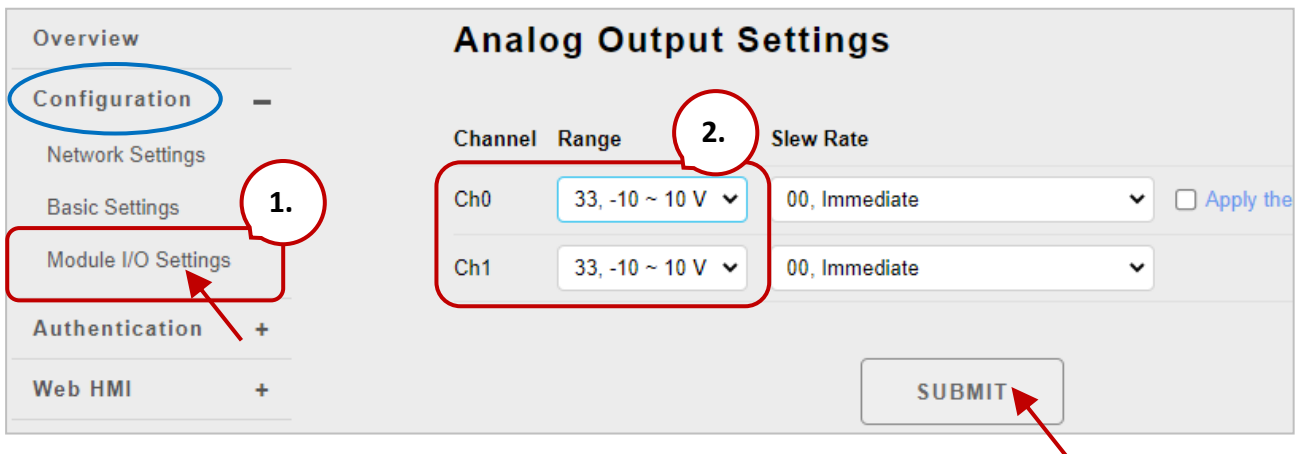 Overview
Configuration −
Network Settings
Basic Settings
1.
Module I/O Settings
Authentication +
Web HMI +
Analog Output Settings
Channel Range Slew Rate
2.
Ch0 33, -10 ~ 10 V 00, Immediate Apply the
Ch1 33, -10 ~ 10 V 00, Immediate
SUBMIT